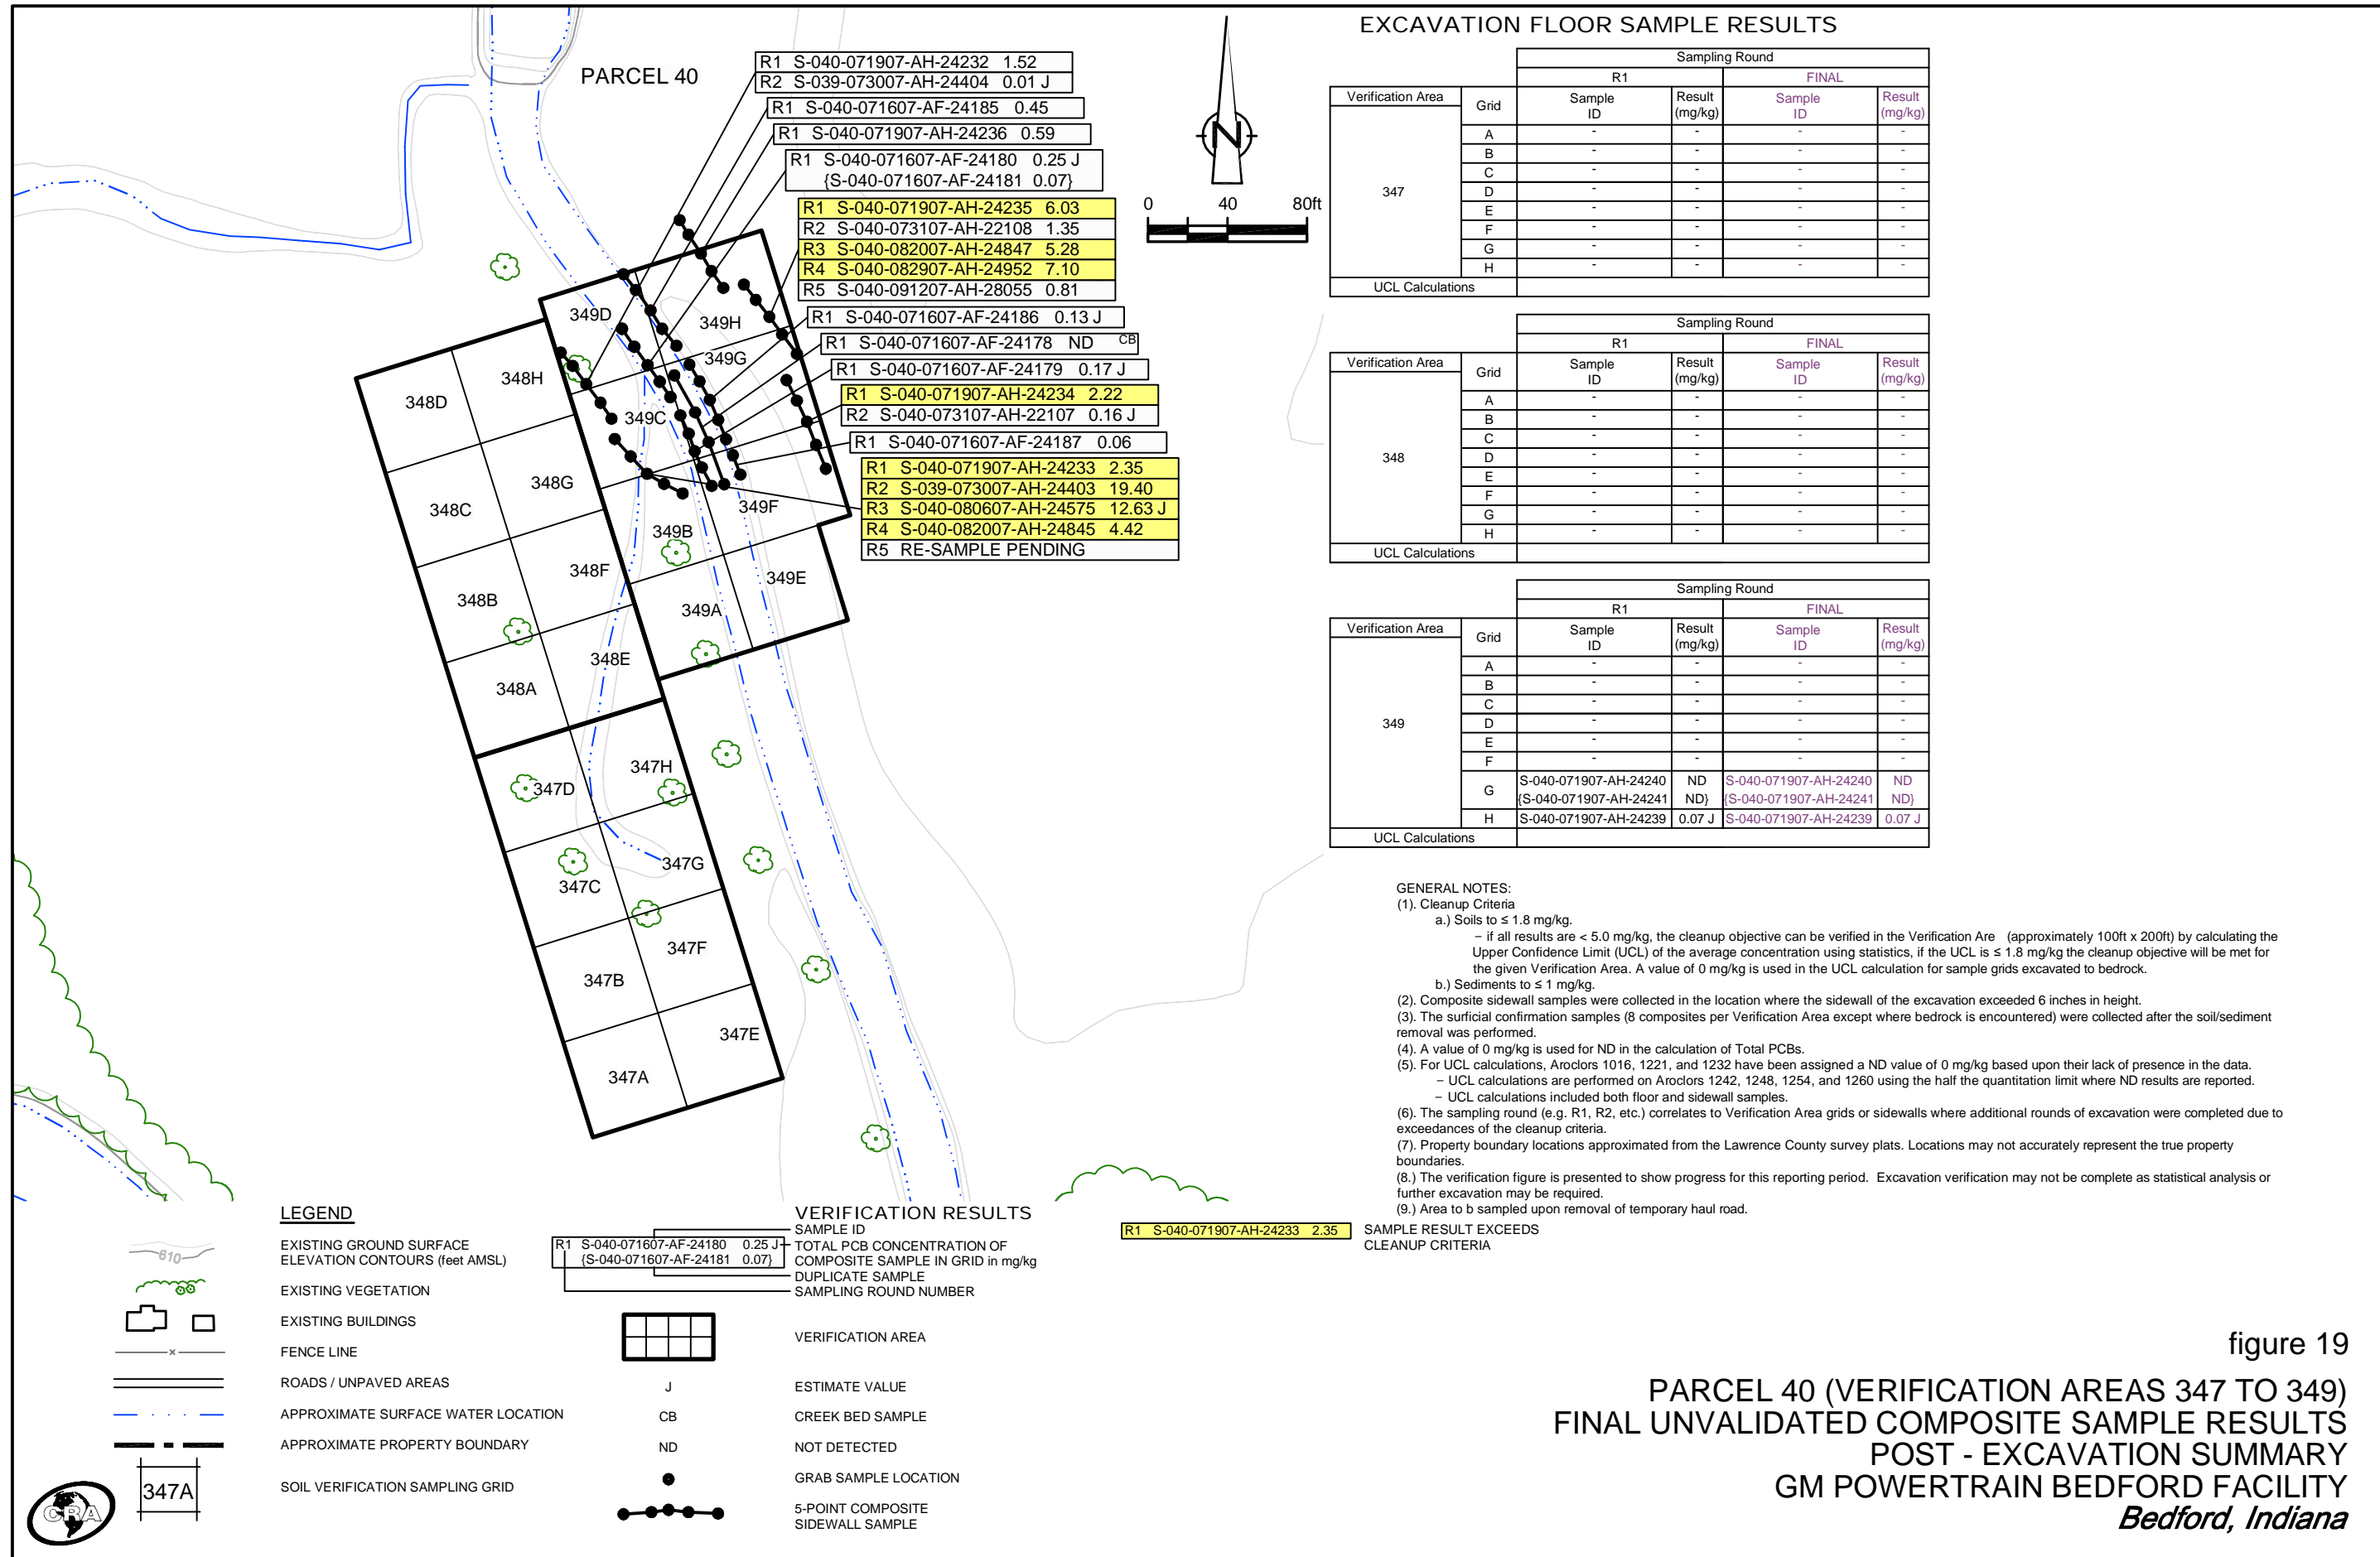 PARCEL 40
R1 S-040-071907-AH-24232 1.52
R2 S-039-073007-AH-24404 0.01 J
R1 S-040-071607-AF-24185 0.45
R1 S-040-071907-AH-24236 0.59
R1 S-040-071607-AF-24180 0.25 J
{S-040-071607-AF-24181 0.07}
R1 S-040-071907-AH-24235 6.03
R2 S-040-073107-AH-22108 1.35
R3 S-040-082007-AH-24847 5.28
R4 S-040-082907-AH-24952 7.10
R5 S-040-091207-AH-28055 0.81
R1 S-040-071607-AF-24186 0.13 J
R1 S-040-071607-AF-24178 ND CB
R1 S-040-071607-AF-24179 0.17 J
R1 S-040-071907-AH-24234 2.22
R2 S-040-073107-AH-22107 0.16 J
R1 S-040-071607-AF-24187 0.06
R1 S-040-071907-AH-24233 2.35
R2 S-039-073007-AH-24403 19.40
R3 S-040-080607-AH-24575 12.63 J
R4 S-040-082007-AH-24845 4.42
R5 RE-SAMPLE PENDING
N
0 40 80ft
349D
349H
349G
348H
348D
349C
348G
348C
349F
349B
348F
349E
348B
349A
348E
348A
347H
347D
347G
347C
347F
347B
347E
347A
EXCAVATION FLOOR SAMPLE RESULTS
Sampling Round
R1 FINAL
Verification Area Grid Sample ID Result (mg/kg) Sample ID Result (mg/kg)
347
A - - - -
B - - - -
C - - - -
D - - - -
E - - - -
F - - - -
G - - - -
H - - - -
UCL Calculations
Sampling Round
R1 FINAL
Verification Area Grid Sample ID Result (mg/kg) Sample ID Result (mg/kg)
348
A - - - -
B - - - -
C - - - -
D - - - -
E - - - -
F - - - -
G - - - -
H - - - -
UCL Calculations
Sampling Round
R1 FINAL
Verification Area Grid Sample ID Result (mg/kg) Sample ID Result (mg/kg)
349
A - - - -
B - - - -
C - - - -
D - - - -
E - - - -
F - - - -
G S-040-071907-AH-24240 ND S-040-071907-AH-24240 ND
{S-040-071907-AH-24241 ND} {S-040-071907-AH-24241 ND}
H S-040-071907-AH-24239 0.07 J S-040-071907-AH-24239 0.07 J
UCL Calculations
GENERAL NOTES:
(1). Cleanup Criteria
a.) Soils to ≤ 1.8 mg/kg.
– if all results are < 5.0 mg/kg, the cleanup objective can be verified in the Verification Are (approximately 100ft x 200ft) by calculating the
Upper Confidence Limit (UCL) of the average concentration using statistics, if the UCL is ≤ 1.8 mg/kg the cleanup objective will be met for
the given Verification Area. A value of 0 mg/kg is used in the UCL calculation for sample grids excavated to bedrock.
b.) Sediments to ≤ 1 mg/kg.
(2). Composite sidewall samples were collected in the location where the sidewall of the excavation exceeded 6 inches in height.
(3). The surficial confirmation samples (8 composites per Verification Area except where bedrock is encountered) were collected after the soil/sediment
removal was performed.
(4). A value of 0 mg/kg is used for ND in the calculation of Total PCBs.
(5). For UCL calculations, Aroclors 1016, 1221, and 1232 have been assigned a ND value of 0 mg/kg based upon their lack of presence in the data.
– UCL calculations are performed on Aroclors 1242, 1248, 1254, and 1260 using the half the quantitation limit where ND results are reported.
– UCL calculations included both floor and sidewall samples.
(6). The sampling round (e.g. R1, R2, etc.) correlates to Verification Area grids or sidewalls where additional rounds of excavation were completed due to
exceedances of the cleanup criteria.
(7). Property boundary locations approximated from the Lawrence County survey plats. Locations may not accurately represent the true property
boundaries.
(8.) The verification figure is presented to show progress for this reporting period. Excavation verification may not be complete as statistical analysis or
further excavation may be required.
(9.) Area to b sampled upon removal of temporary haul road.
LEGEND
610
EXISTING GROUND SURFACE
ELEVATION CONTOURS (feet AMSL)
EXISTING VEGETATION
EXISTING BUILDINGS
x
FENCE LINE
ROADS / UNPAVED AREAS
APPROXIMATE SURFACE WATER LOCATION
APPROXIMATE PROPERTY BOUNDARY
347A
SOIL VERIFICATION SAMPLING GRID
CRA
VERIFICATION RESULTS
R1 S-040-071607-AF-24180 0.25 J
{S-040-071607-AF-24181 0.07}
SAMPLE ID
TOTAL PCB CONCENTRATION OF
COMPOSITE SAMPLE IN GRID in mg/kg
DUPLICATE SAMPLE
SAMPLING ROUND NUMBER
VERIFICATION AREA
J ESTIMATE VALUE
CB CREEK BED SAMPLE
ND NOT DETECTED
GRAB SAMPLE LOCATION
5-POINT COMPOSITE
SIDEWALL SAMPLE
R1 S-040-071907-AH-24233 2.35
SAMPLE RESULT EXCEEDS
CLEANUP CRITERIA
figure 19
PARCEL 40 (VERIFICATION AREAS 347 TO 349)
FINAL UNVALIDATED COMPOSITE SAMPLE RESULTS
POST - EXCAVATION SUMMARY
GM POWERTRAIN BEDFORD FACILITY
Bedford, Indiana